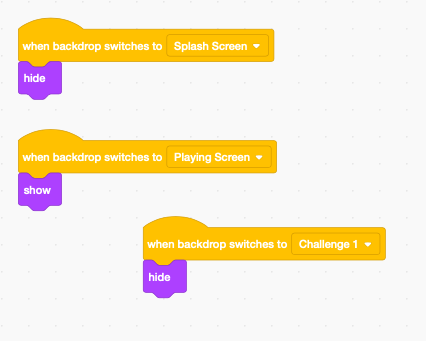 when backdrop switches to Splash Screen
hide
when backdrop switches to Playing Screen
show
when backdrop switches to Challenge 1
hide